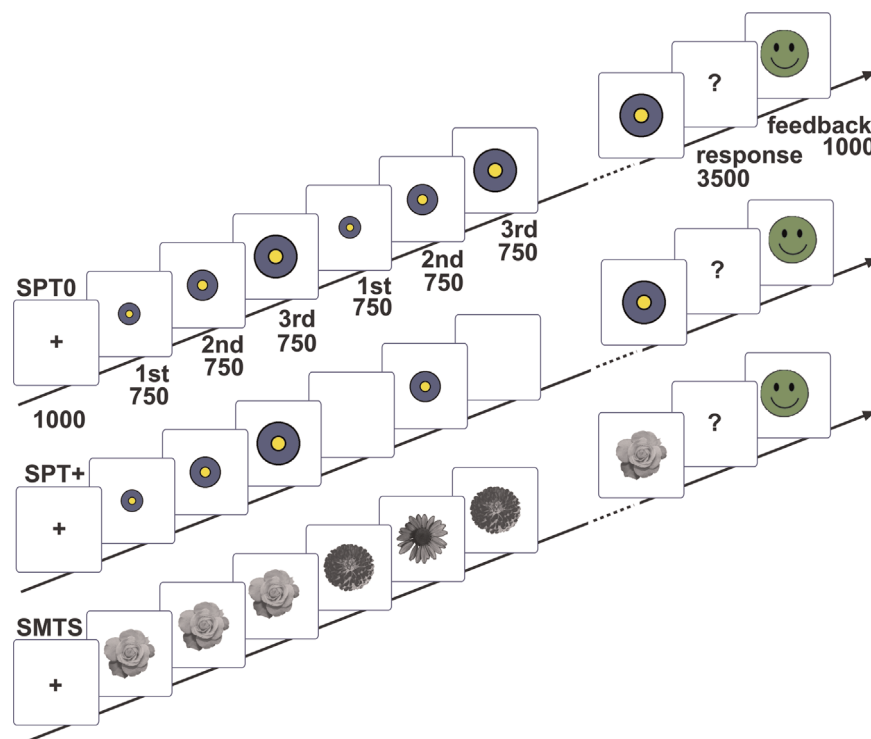 ?
feedback
1000
response
3500
3rd
750
2nd
750
1st
750
3rd
750
2nd
750
1st
750
SPT0
+
1000
?
SPT+
+
?
SMTS
+